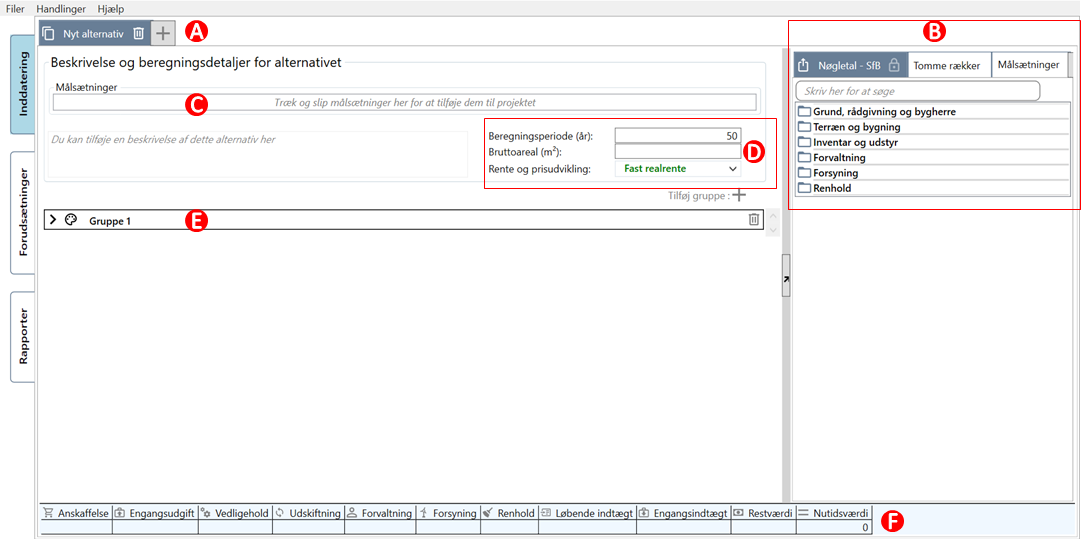 Filer Handlinger Hjælp
Nyt alternativ
A
B
Inddatering
Forudsætninger
Rapporter
Beskrivelse og beregningsdetaljer for alternativet
Målsætninger
Træk og slip målsætninger her for at tilføje dem til projektet
C
Du kan tilføje en beskrivelse af dette alternativ her
Beregningsperiode (år): 50
Bruttoareal (m²):
Rente og prisudvikling: Fast realrente
D
Tilføj gruppe :
Gruppe 1
E
Nøgletal - SfB Tomme rækker Målsætninger
Skriv her for at søge
Grund, rådgivning og bygherre
Terræn og bygning
Inventar og udstyr
Forvaltning
Forsyning
Renhold
Anskaffelse Engangsudgift Vedligehold Udskiftning Forvaltning Forsyning Renhold Løbende indtægt Engangsindtægt Restværdi Nutidsværdi
0
F